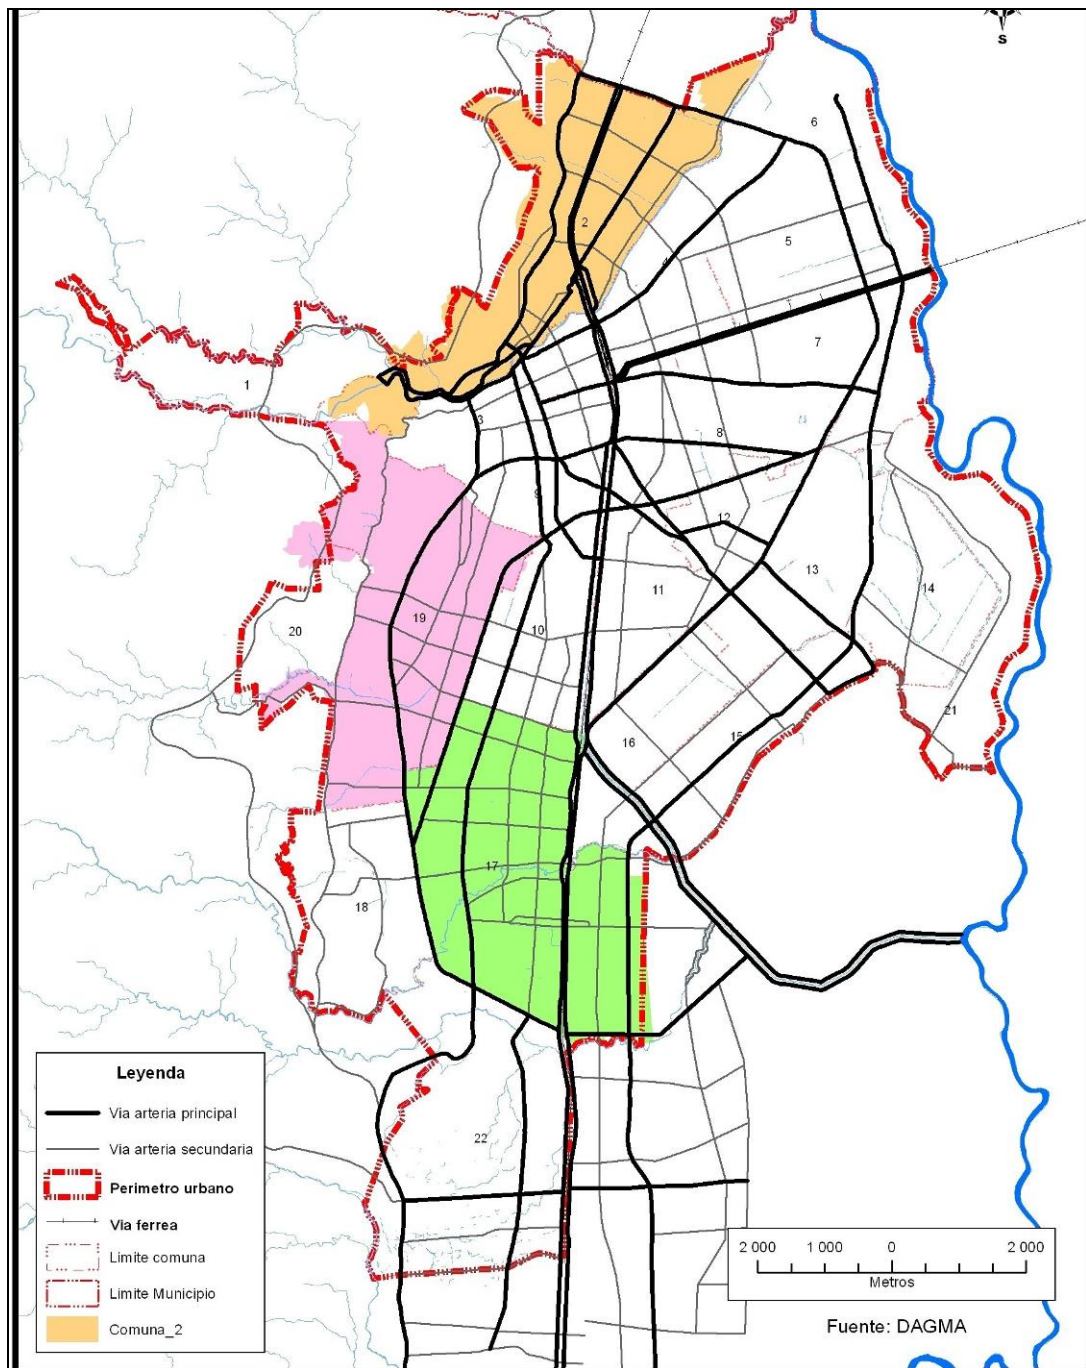 S
6
2
5
4
7
1
3
8
9
12
13
11
14
19
10
20
21
16
15
17
18
22
Leyenda
Via arteria principal
Via arteria secundaria
Perimetro urbano
Via ferrea
Limite comuna
Limite Municipio
Comuna_2
2 000 1 000 0 2 000
Metros
Fuente: DAGMA